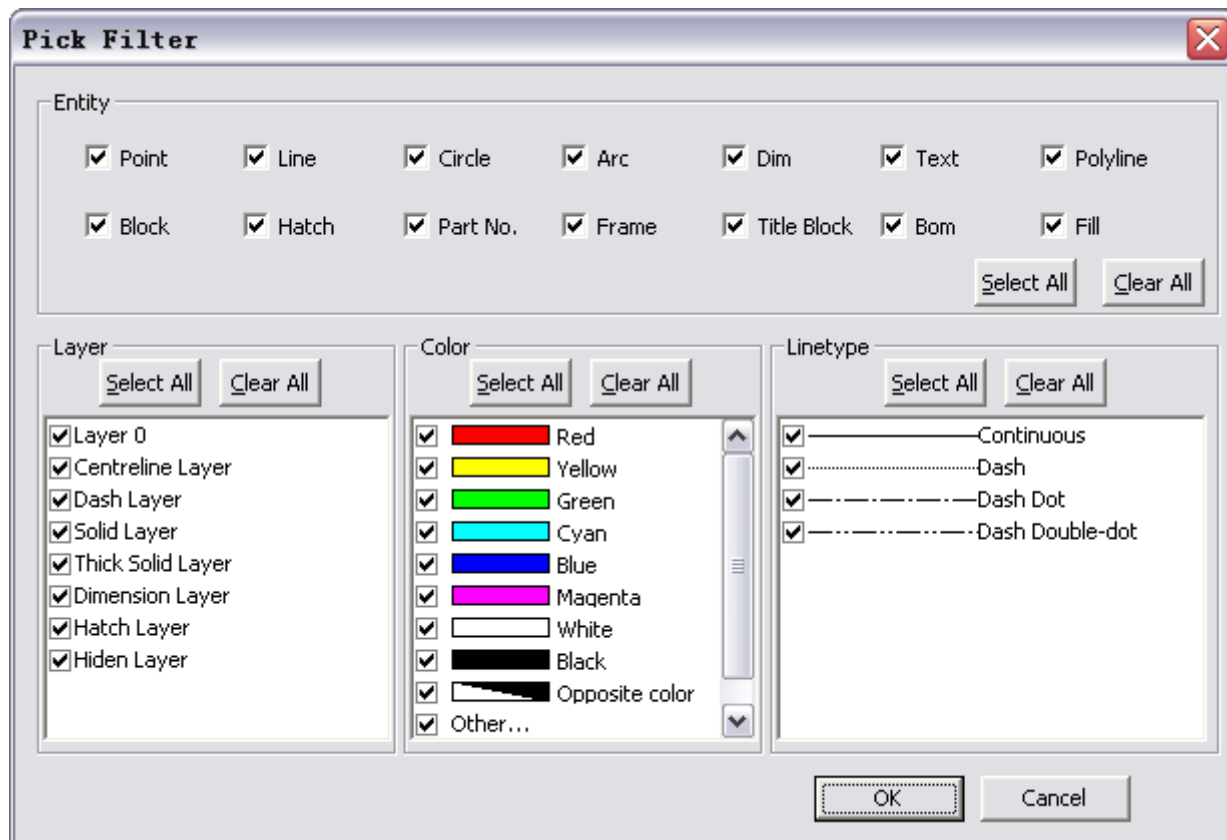 Pick Filter
Entity
Point Line Circle Arc Dim Text Polyline
Block Hatch Part No. Frame Title Block Bom Fill
Select All Clear All
Layer
Select All Clear All
Layer 0
Centreline Layer
Dash Layer
Solid Layer
Thick Solid Layer
Dimension Layer
Hatch Layer
Hiden Layer
Color
Select All Clear All
Red
Yellow
Green
Cyan
Blue
Magenta
White
Black
Opposite color
Other...
Linetype
Select All Clear All
Continuous
Dash
Dash Dot
Dash Double-dot
OK Cancel